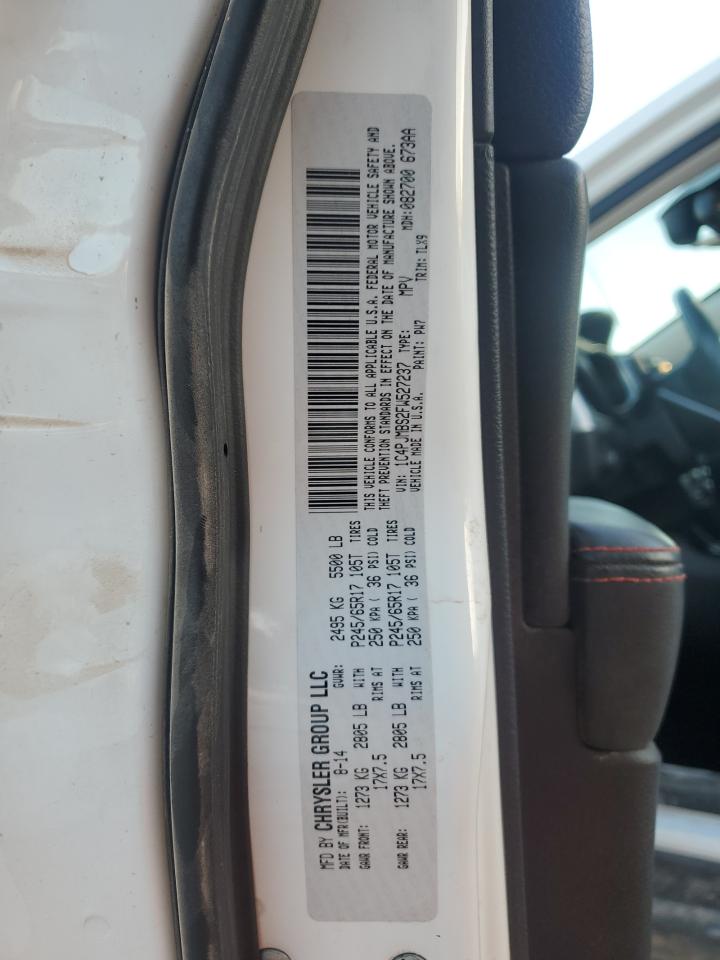 MFD BY CHRYSLER GROUP LLC
DATE OF MFR(BUILT): 8-14 GVWR: 2495 KG 5500 LB
GAWR FRONT: 1273 KG 2805 LB WITH P245/65R17 105T TIRES
17X7.5 RIMS AT 250 KPA ( 36 PSI) COLD
GAWR REAR: 1273 KG 2805 LB WITH P245/65R17 105T TIRES
17X7.5 RIMS AT 250 KPA ( 36 PSI) COLD
THIS VEHICLE CONFORMS TO ALL APPLICABLE U.S.A. FEDERAL MOTOR VEHICLE SAFETY AND
THEFT PREVENTION STANDARDS IN EFFECT ON THE DATE OF MANUFACTURE SHOWN ABOVE.
VIN: 1C4PJMBS2FW527237 TYPE: MPV MDH:082700 673AA
VEHICLE MADE IN U.S.A. PAINT: PW7 TRIM: TLX9